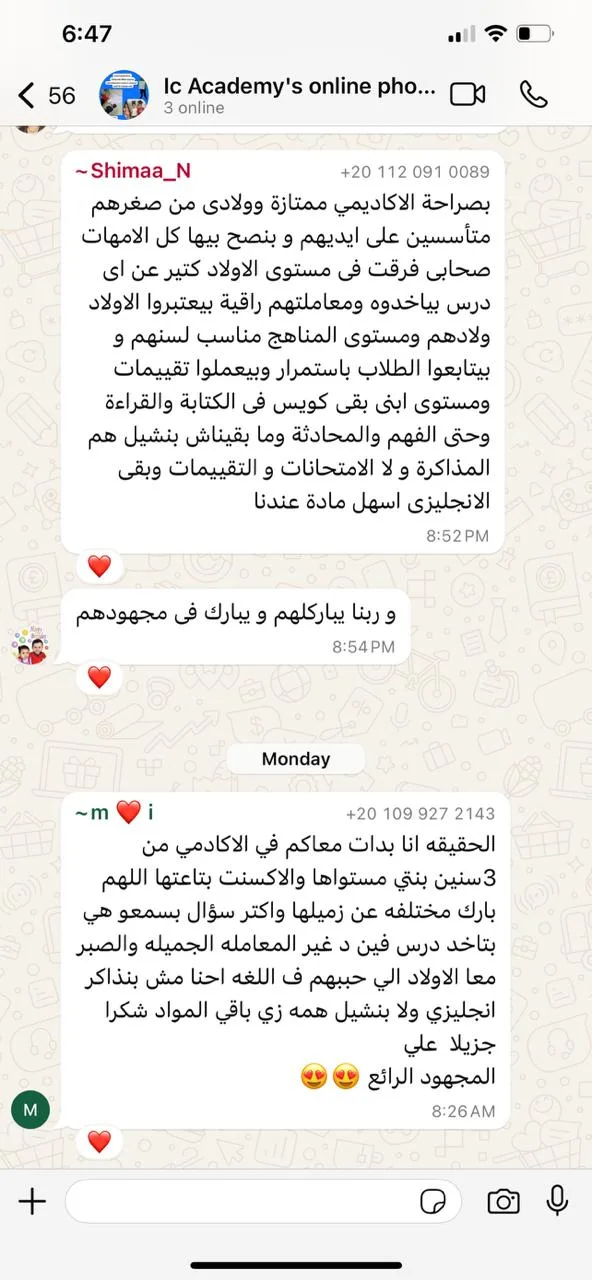 6:47
56
Ic Academy's online pho...
3 online
~Shimaa_N
+20 112 091 0089
بصراحة الاكاديمي ممتازة وولادى من صغرهم
متأسسين على ايديهم و بنصح بيها كل الامهات
صحابى فرقت فى مستوى الاولاد كتير عن اى
درس بياخدوه ومعاملتهم راقية بيعتبروا الاولاد
ولادهم ومستوى المناهج مناسب لسنهم و
بيتابعوا الطلاب باستمرار وبيعملوا تقييمات
ومستوى ابنى بقى كويس فى الكتابة والقراءة
وحتى الفهم والمحادثة وما بقيناش بنشيل هم
المذاكرة و لا الامتحانات و التقييمات وبقى
الانجليزى اسهل مادة عندنا
8:52 PM
❤️
و ربنا يباركلهم و يبارك فى مجهودهم
8:54 PM
❤️
Monday
~m ❤️ i
+20 109 927 2143
الحقيقه انا بدات معاكم في الاكادمي من
3سنين بنتي مستواها والاكسنت بتاعتها اللهم
بارك مختلفه عن زميلها واكتر سؤال بسمعو هي
بتاخد درس فين د غير المعامله الجميله والصبر
معا الاولاد الي حببهم ف اللغه احنا مش بنذاكر
انجليزي ولا بنشيل همه زي باقي المواد شكرا
جزيلا علي
المجهود الرائع 😍 😍
8:26 AM
M
❤️